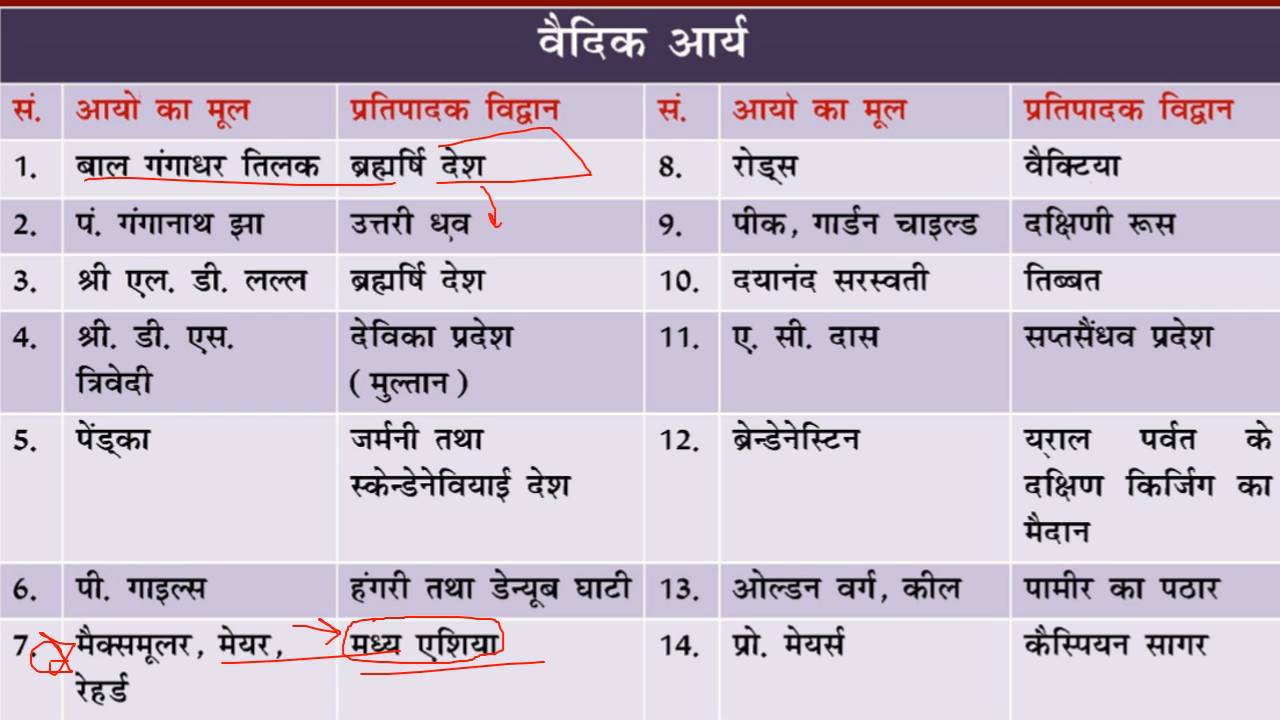 वैदिक आर्य
सं. आयों का मूल प्रतिपादक विद्वान सं. आयों का मूल प्रतिपादक विद्वान
1. बाल गंगाधर तिलक ब्रह्मर्षि देश 8. रोड्स वैक्टिया
2. पं. गंगानाथ झा उत्तरी धव 9. पीक, गार्डन चाइल्ड दक्षिणी रूस
3. श्री एल. डी. लल्ल ब्रह्मर्षि देश 10. दयानंद सरस्वती तिब्बत
4. श्री. डी. एस. देविका प्रदेश 11. ए. सी. दास सप्तसैंधव प्रदेश
त्रिवेदी ( मुल्तान )
5. पेंड्का जर्मनी तथा 12. ब्रेन्डेनेस्टिन यराल पर्वत के
स्केन्डेनेवियाई देश दक्षिण किर्जिग का
मैदान
6. पी. गाइल्स हंगरी तथा डेन्यूब घाटी 13. ओल्डन वर्ग, कील पामीर का पठार
7. मैक्समूलर, मेयर, मध्य एशिया 14. प्रो. मेयर्स कैस्पियन सागर
रेहर्ड